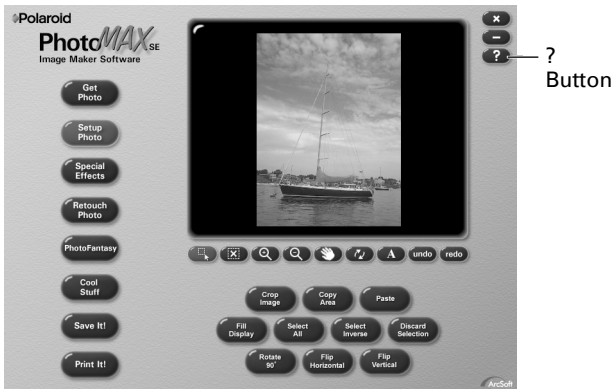 Polaroid
PhotoMAX SE
Image Maker Software
Get
Photo
Setup
Photo
Special
Effects
Retouch
Photo
PhotoFantasy
Cool
Stuff
Save It!
Print It!
?
?
Button
A
undo
redo
Crop
Image
Copy
Area
Paste
Fill
Display
Select
All
Select
Inverse
Discard
Selection
Rotate
90°
Flip
Horizontal
Flip
Vertical
ArcSoft